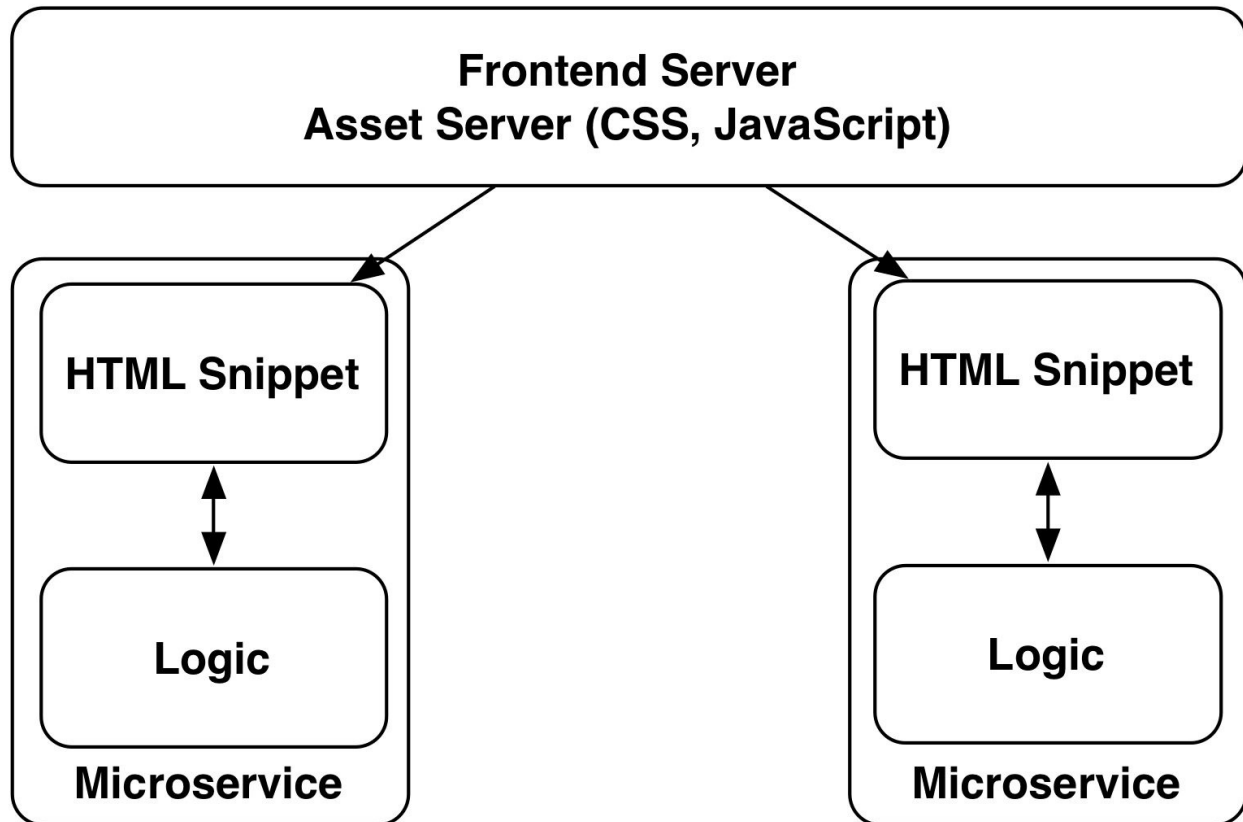 Frontend Server
Asset Server (CSS, JavaScript)
HTML Snippet
HTML Snippet
Logic
Logic
Microservice
Microservice